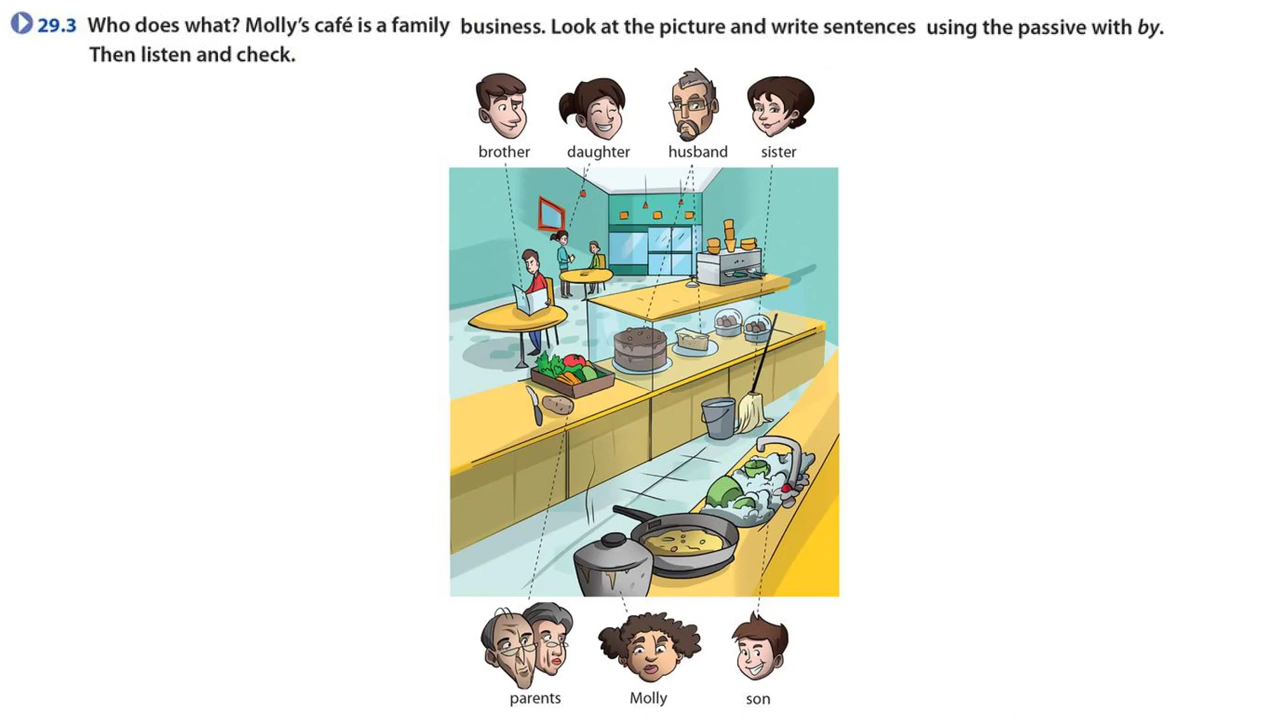 29.3 Who does what? Molly's café is a family business. Look at the picture and write sentences using the passive with by.
Then listen and check.
brother daughter husband sister
parents Molly son